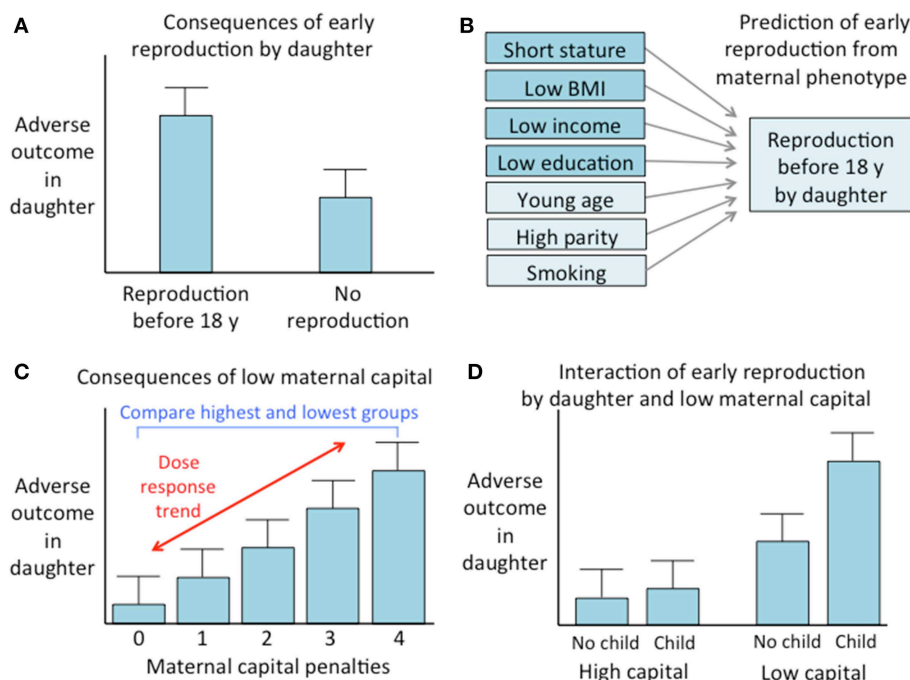 A
Consequences of early
reproduction by daughter
Adverse
outcome
in
daughter
Reproduction
before 18 y
No
reproduction
B
Prediction of early
reproduction from
maternal phenotype
Short stature
Low BMI
Low income
Low education
Young age
High parity
Smoking
Reproduction
before 18 y
by daughter
C
Consequences of low maternal capital
Compare highest and lowest groups
Dose
response
trend
Adverse
outcome
in
daughter
0 1 2 3 4
Maternal capital penalties
D
Interaction of early reproduction
by daughter and low maternal capital
Adverse
outcome
in
daughter
No child Child No child Child
High capital Low capital